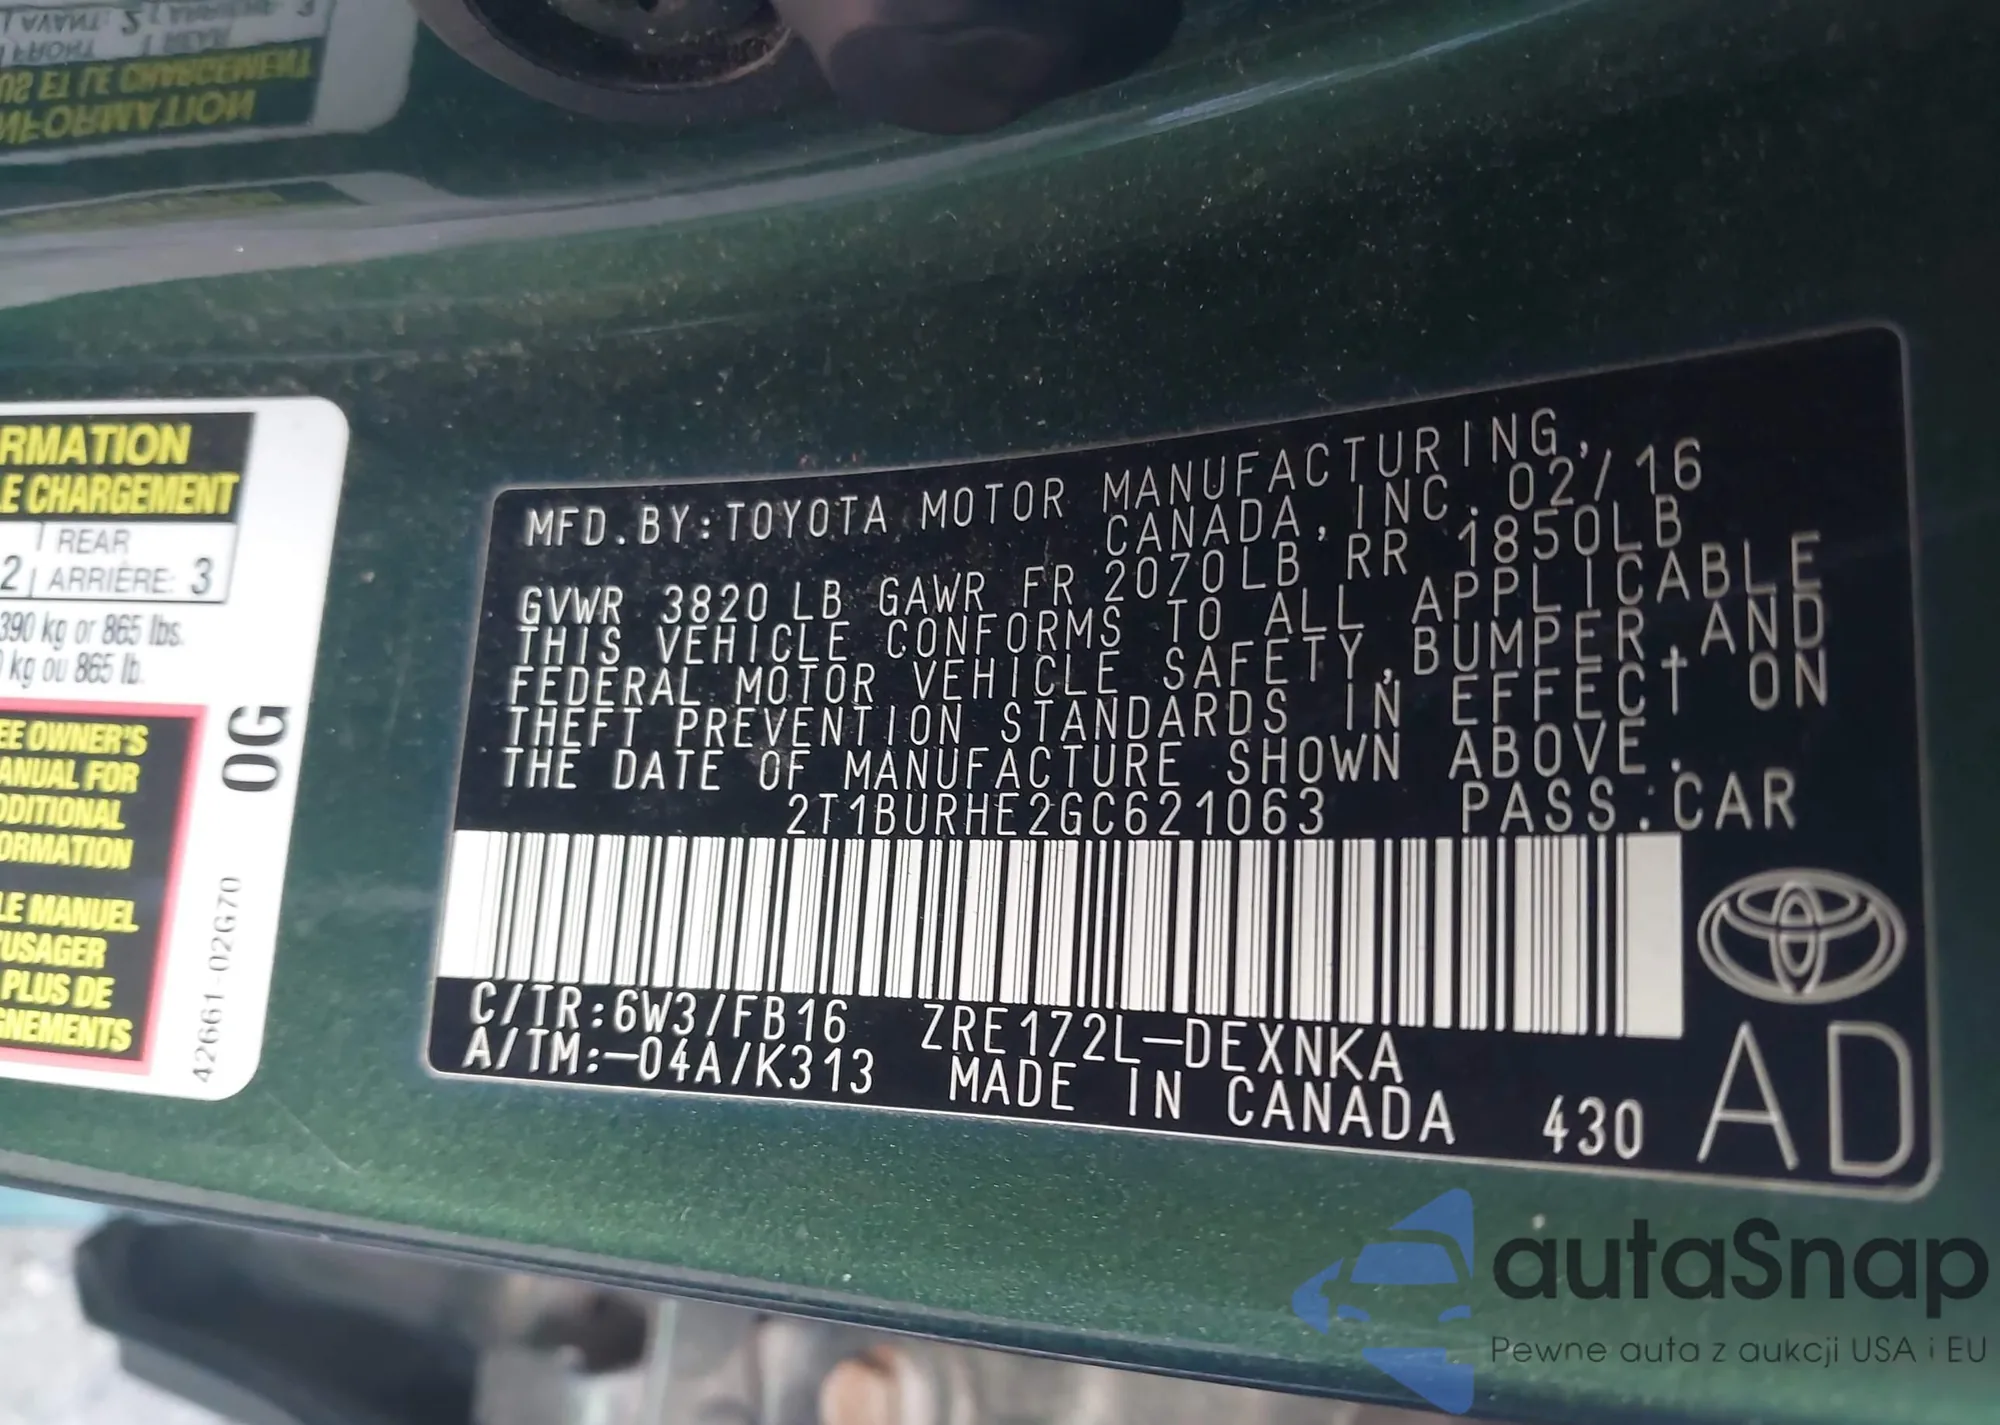 RMATION
LE CHARGEMENT
REAR
2 | ARRIÈRE: 3
390 kg or 865 lbs.
kg ou 865 lb.
0G
EE OWNER'S
ANUAL FOR
DDITIONAL
ORMATION
LE MANUEL
'USAGER
PLUS DE
GNEMENTS
42661-02G70
MFD.BY:TOYOTA MOTOR MANUFACTURING,
CANADA, INC. 02/16
GVWR 3820 LB GAWR FR 2070LB RR 1850LB
THIS VEHICLE CONFORMS TO ALL APPLICABLE
FEDERAL MOTOR VEHICLE SAFETY, BUMPER, AND
THEFT PREVENTION STANDARDS IN EFFECT ON
THE DATE OF MANUFACTURE SHOWN ABOVE.
2T1BURHE2GC621063 PASS.CAR
C/TR:6W3/FB16 ZRE172L-DEXNKA
A/TM:-04A/K313 MADE IN CANADA 430
AD
autaSnap
Pewne auta z aukcji USA i EU